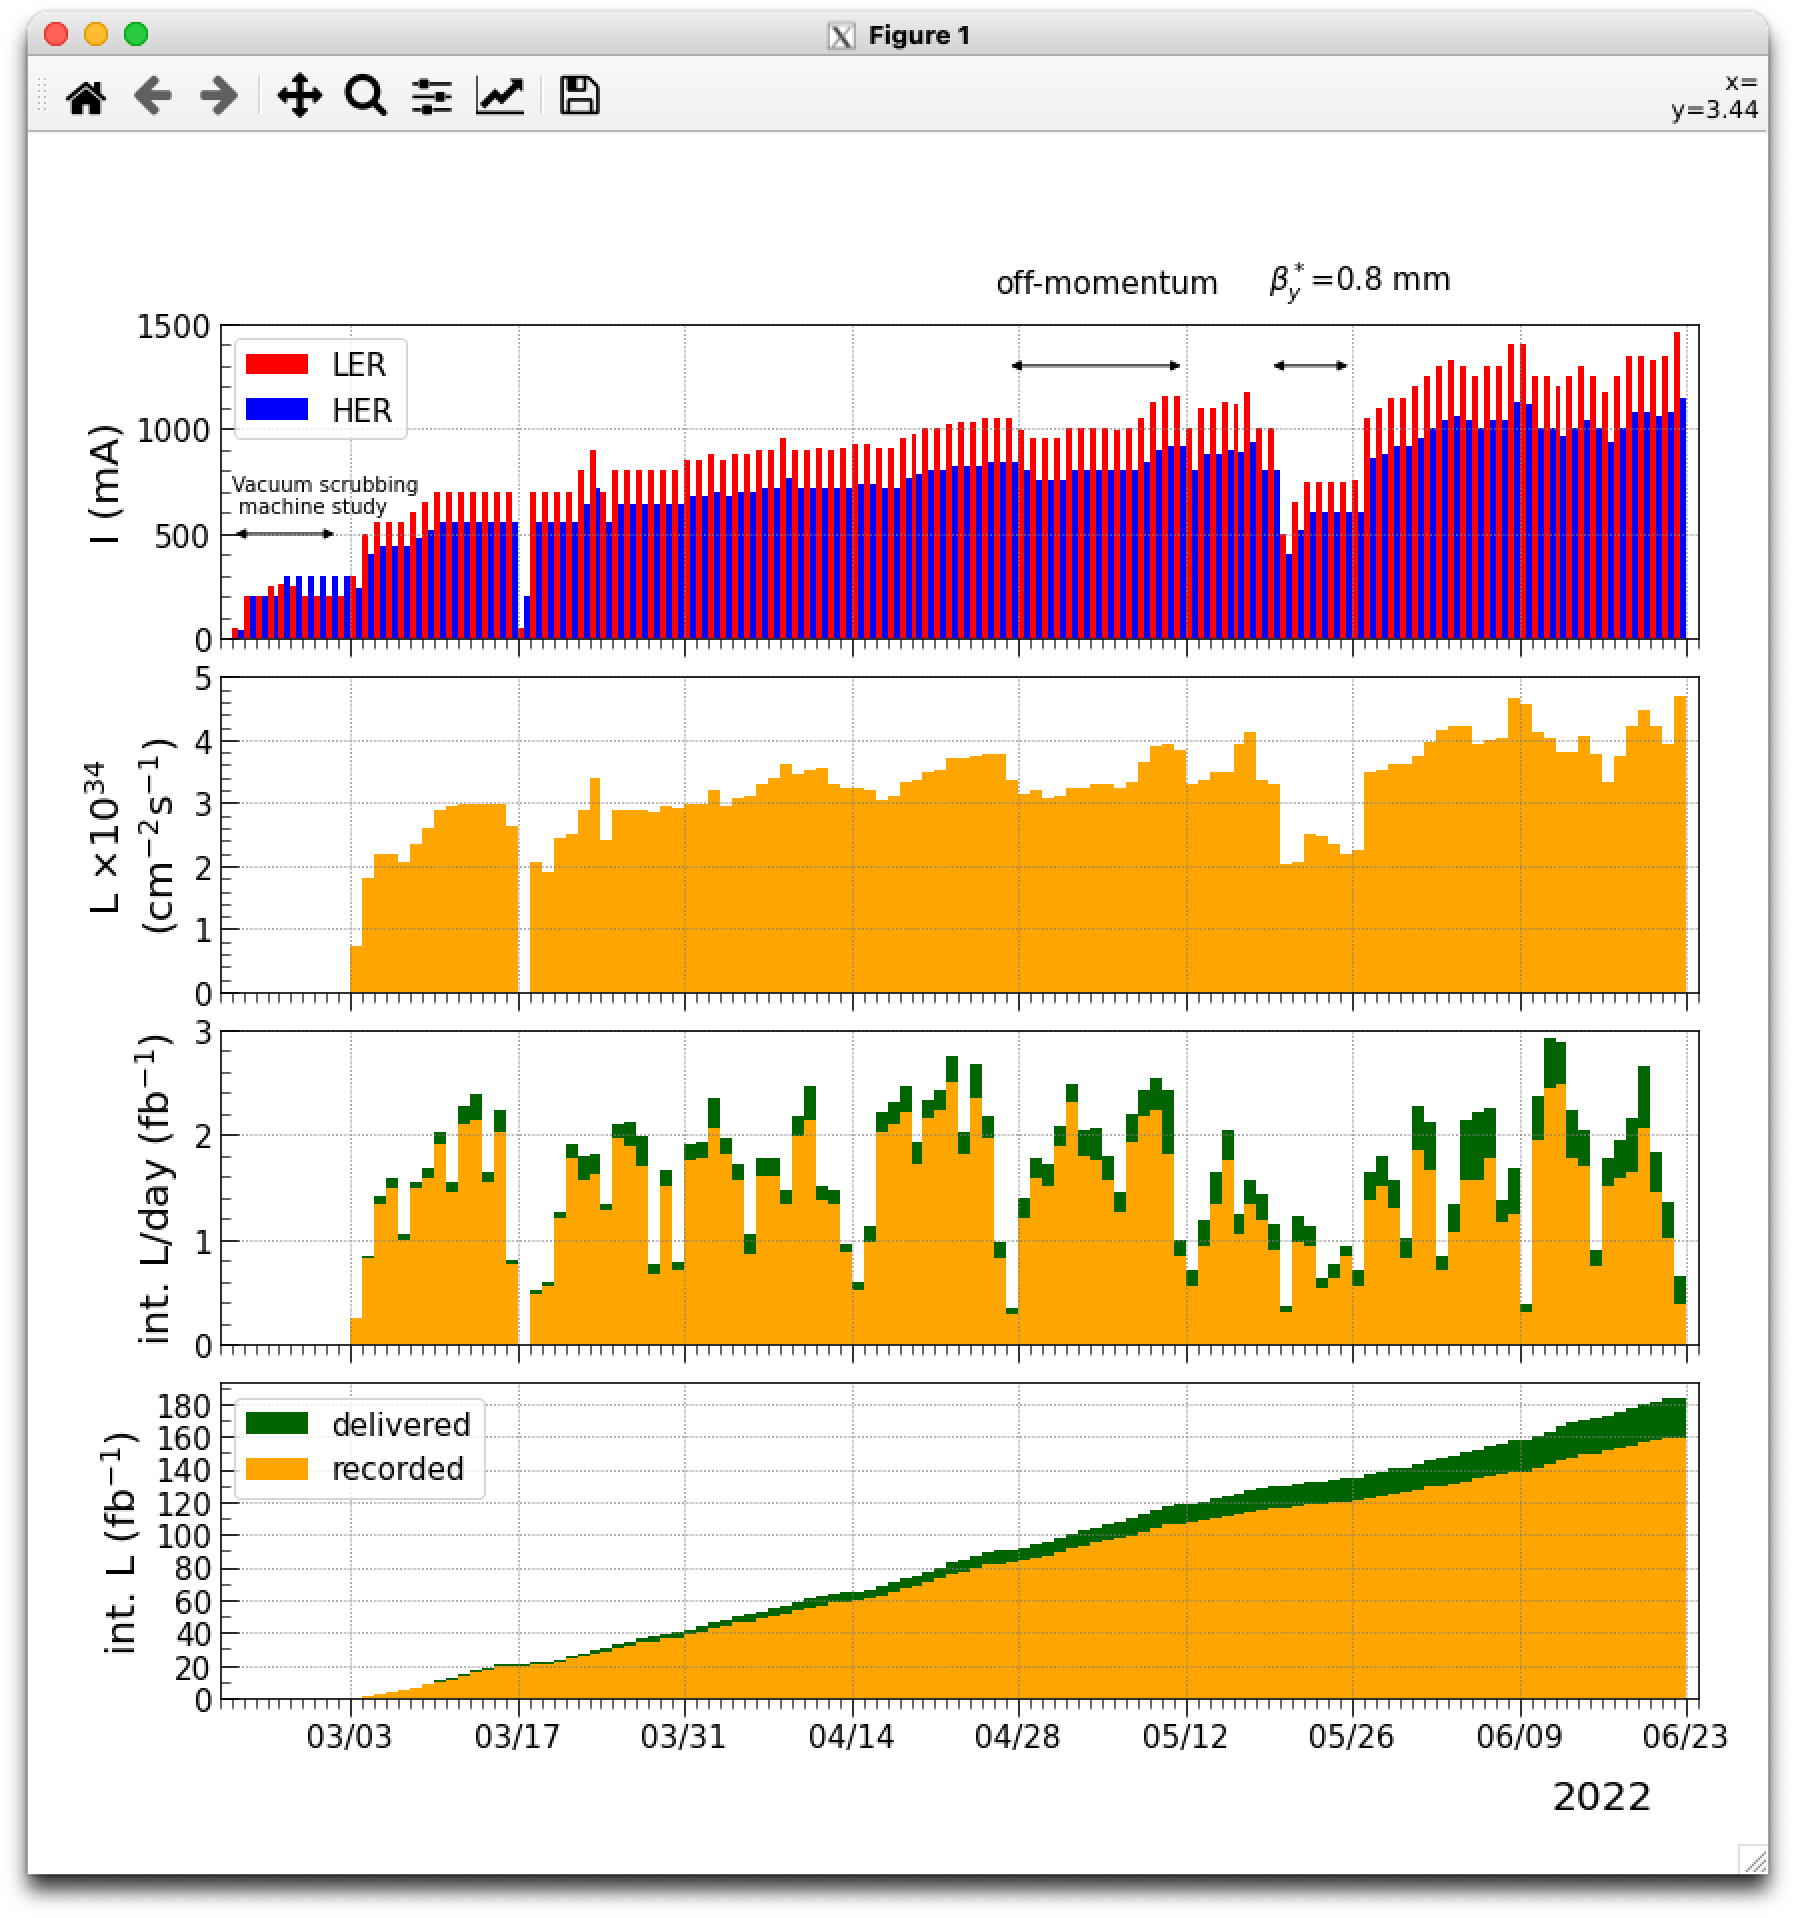 Figure 1
x=
y=3.44
off-momentum
β*y=0.8 mm
1500
1000
500
0
I (mA)
LER
HER
Vacuum scrubbing
machine study
5
4
3
2
1
0
L ×10³⁴
(cm⁻²s⁻¹)
3
2
1
0
int. L/day (fb⁻¹)
180
160
140
120
100
80
60
40
20
0
int. L (fb⁻¹)
delivered
recorded
03/03 03/17 03/31 04/14 04/28 05/12 05/26 06/09 06/23
2022